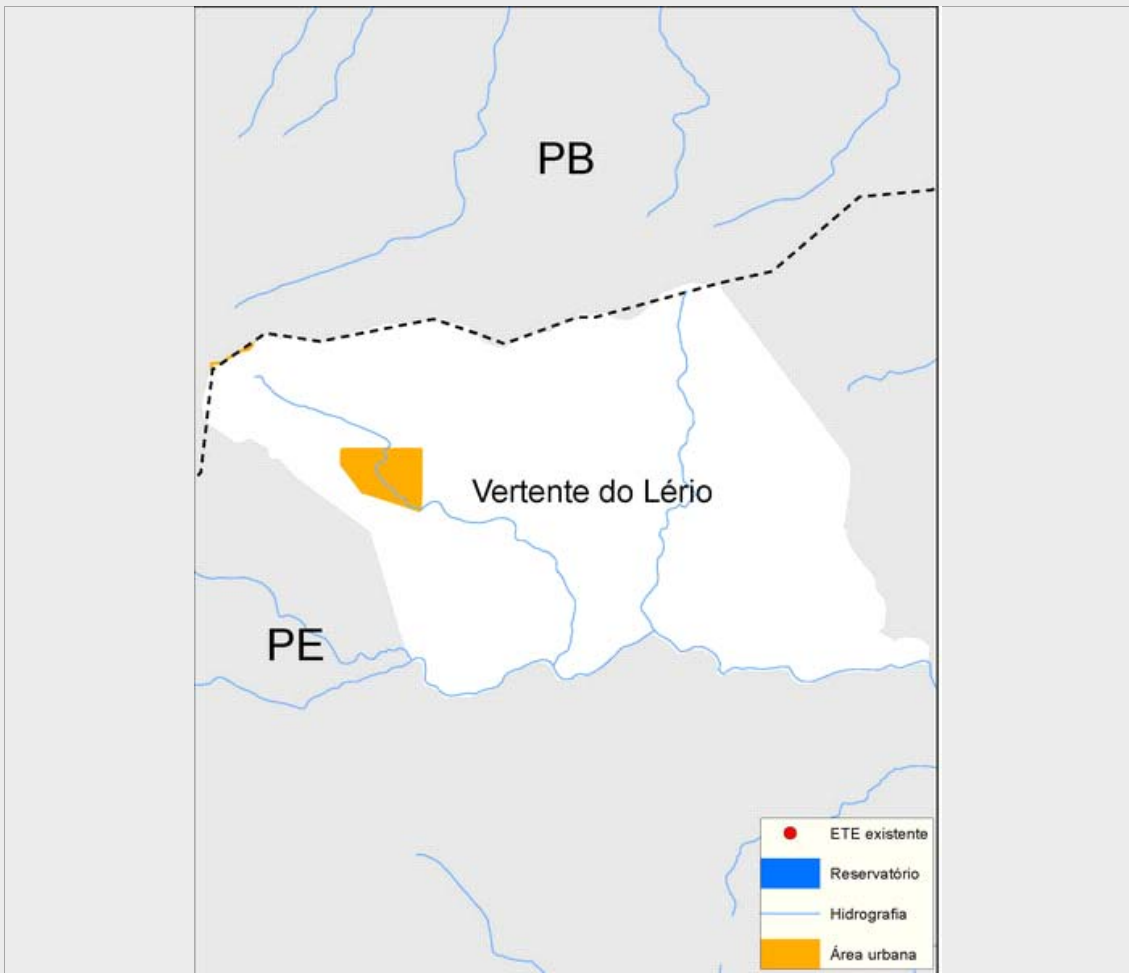 PB
Vertente do Lério
PE
ETE existente
Reservatório
Hidrografia
Área urbana